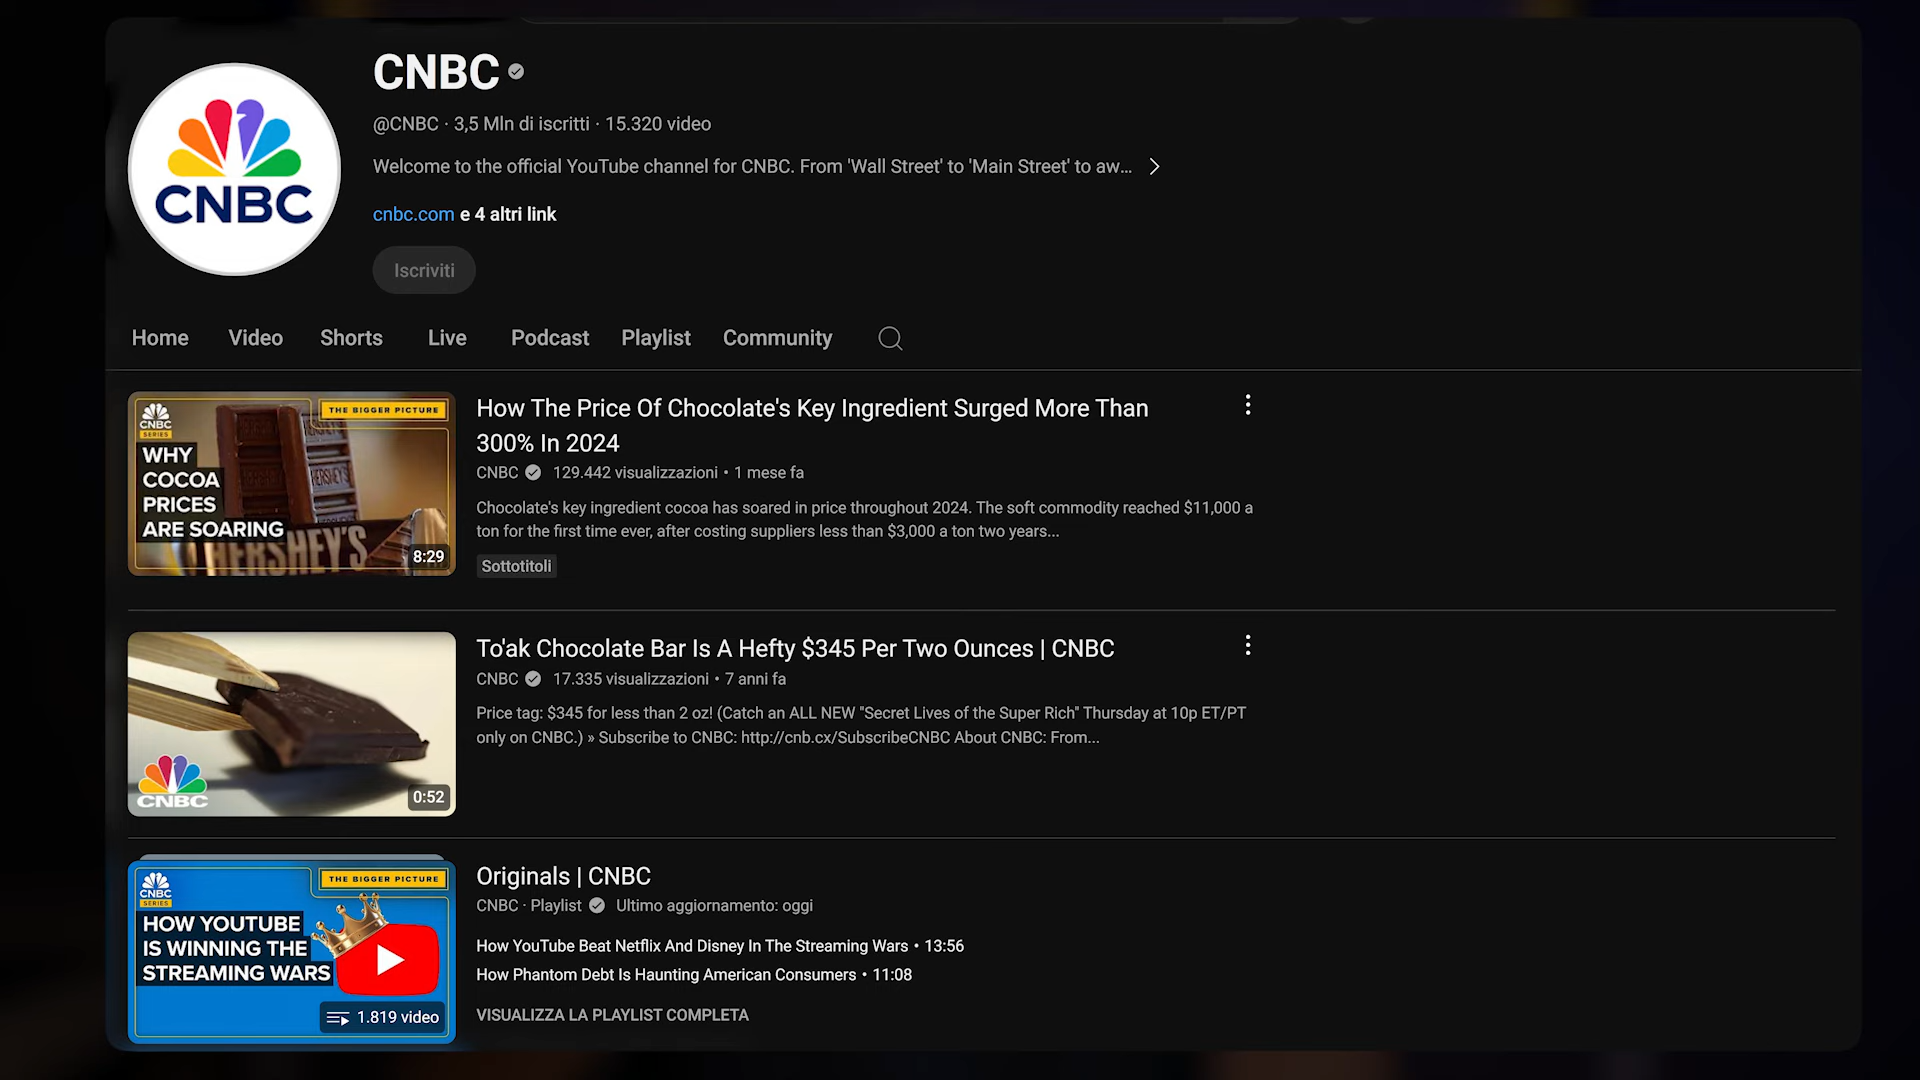 CNBC
@CNBC · 3,5 Mln di iscritti · 15.320 video
Welcome to the official YouTube channel for CNBC. From 'Wall Street' to 'Main Street' to aw...
cnbc.com e 4 altri link
Iscriviti
CNBC
Home Video Shorts Live Podcast Playlist Community
CNBC
SERIES
THE BIGGER PICTURE
WHY
COCOA
PRICES
ARE SOARING
HERSHEY'S
8:29
How The Price Of Chocolate's Key Ingredient Surged More Than
300% In 2024
CNBC 129.442 visualizzazioni • 1 mese fa
Chocolate's key ingredient cocoa has soared in price throughout 2024. The soft commodity reached $11,000 a
ton for the first time ever, after costing suppliers less than $3,000 a ton two years...
Sottotitoli
CNBC
0:52
To'ak Chocolate Bar Is A Hefty $345 Per Two Ounces | CNBC
CNBC 17.335 visualizzazioni • 7 anni fa
Price tag: $345 for less than 2 oz! (Catch an ALL NEW "Secret Lives of the Super Rich" Thursday at 10p ET/PT
only on CNBC.) » Subscribe to CNBC: http://cnb.cx/SubscribeCNBC About CNBC: From...
CNBC
SERIES
THE BIGGER PICTURE
HOW YOUTUBE
IS WINNING THE
STREAMING WARS
1.819 video
Originals | CNBC
CNBC · Playlist Ultimo aggiornamento: oggi
How YouTube Beat Netflix And Disney In The Streaming Wars • 13:56
How Phantom Debt Is Haunting American Consumers • 11:08
VISUALIZZA LA PLAYLIST COMPLETA